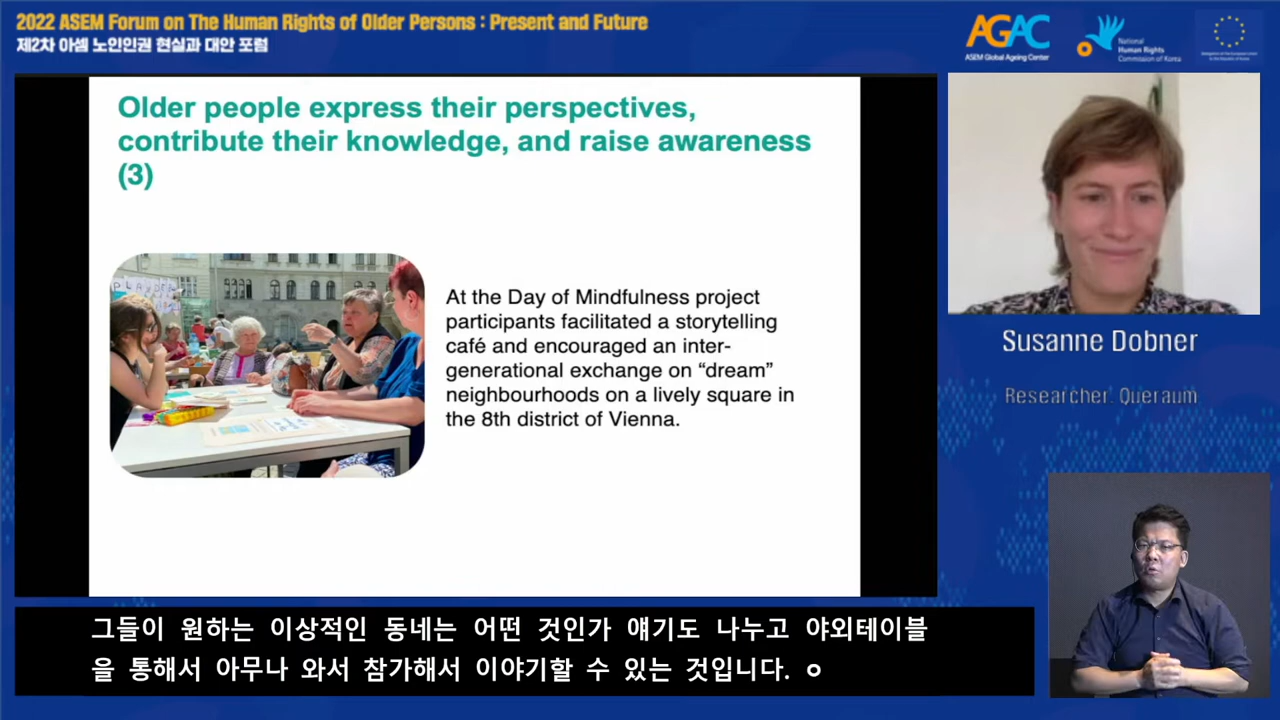 2022 ASEM Forum on The Human Rights of Older Persons : Present and Future
제2차 아셈 노인인권 현실과 대안 포럼
AGAC
ASEM Global Ageing Center
National
Human Rights
Commission of Korea
Older people express their perspectives,
contribute their knowledge, and raise awareness
(3)
At the Day of Mindfulness project
participants facilitated a storytelling
café and encouraged an inter-
generational exchange on “dream”
neighbourhoods on a lively square in
the 8th district of Vienna.
Susanne Dobner
Researcher. Queraum
그들이 원하는 이상적인 동네는 어떤 것인가 얘기도 나누고 야외테이블
을 통해서 아무나 와서 참가해서 이야기할 수 있는 것입니다. ㅇ